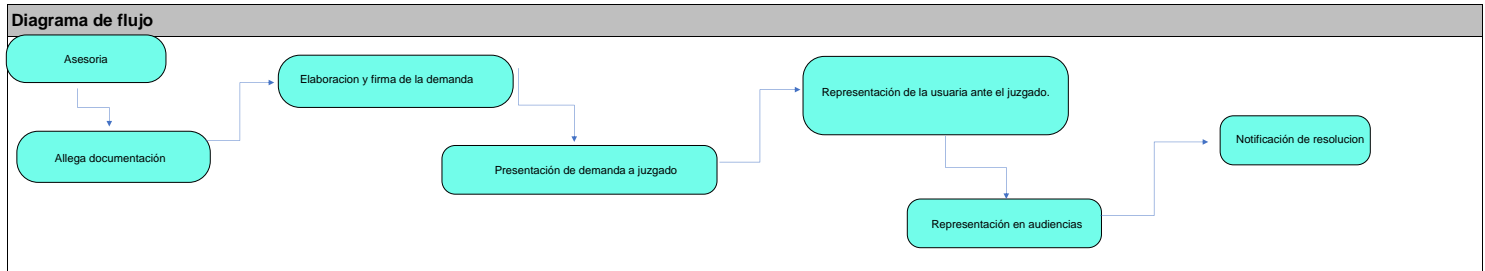 Diagrama de flujo
Asesoria
Allega documentación
Elaboracion y firma de la demanda
Presentación de demanda a juzgado
Representación de la usuaria ante el juzgado.
Representación en audiencias
Notificación de resolucion